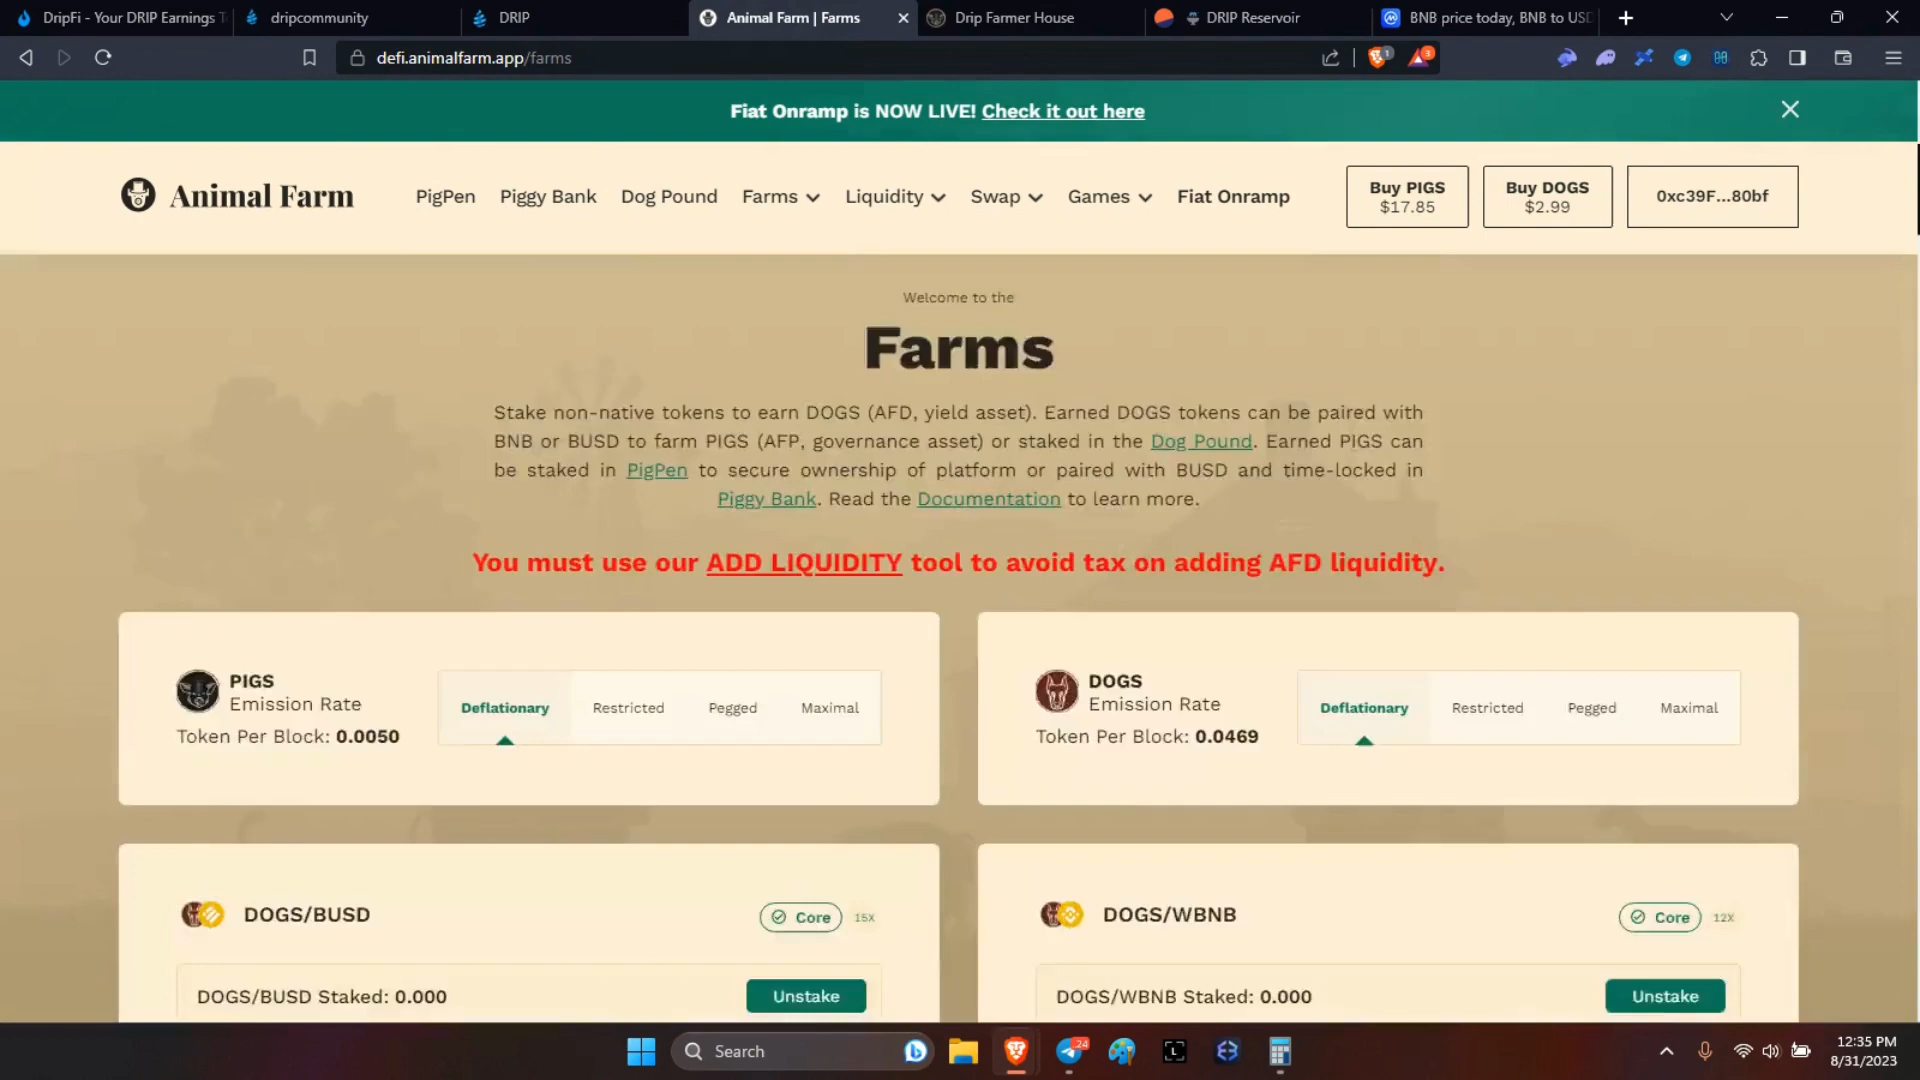 DripFi - Your DRIP Earnings
dripcommunity
DRIP
Animal Farm | Farms
Drip Farmer House
DRIP Reservoir
BNB price today, BNB to USD
defi.animalfarm.app/farms
1
3
Fiat Onramp is NOW LIVE! Check it out here
Animal Farm
PigPen
Piggy Bank
Dog Pound
Farms
Liquidity
Swap
Games
Fiat Onramp
Buy PIGS
$17.85
Buy DOGS
$2.99
0xc39F...80bf
Welcome to the
Farms
Stake non-native tokens to earn DOGS (AFD, yield asset). Earned DOGS tokens can be paired with
BNB or BUSD to farm PIGS (AFP, governance asset) or staked in the Dog Pound. Earned PIGS can
be staked in PigPen to secure ownership of platform or paired with BUSD and time-locked in
Piggy Bank. Read the Documentation to learn more.
You must use our ADD LIQUIDITY tool to avoid tax on adding AFD liquidity.
PIGS
Emission Rate
Token Per Block: 0.0050
Deflationary
Restricted
Pegged
Maximal
DOGS
Emission Rate
Token Per Block: 0.0469
Deflationary
Restricted
Pegged
Maximal
DOGS/BUSD
Core
15X
DOGS/BUSD Staked: 0.000
Unstake
DOGS/WBNB
Core
12X
DOGS/WBNB Staked: 0.000
Unstake
Search
24
L
12:35 PM
8/31/2023